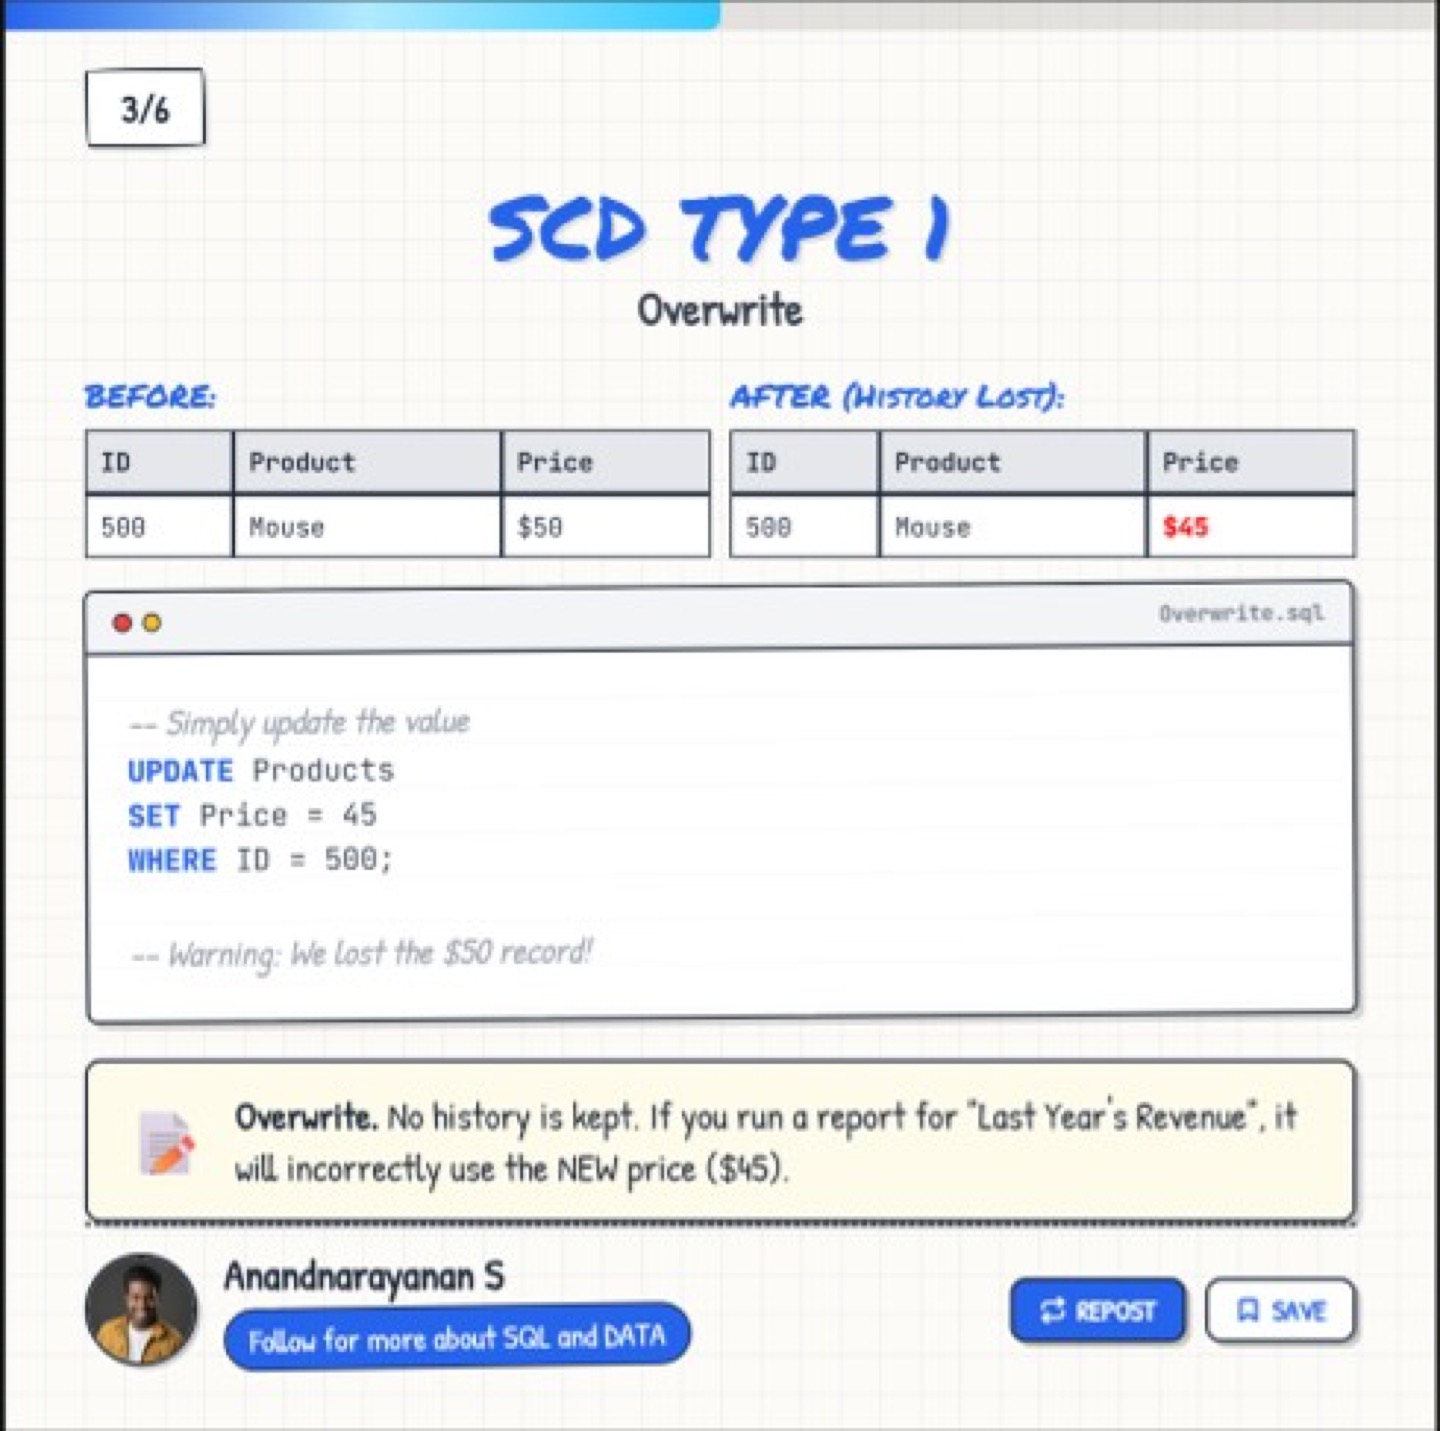 3/6
SCD TYPE 1
Overwrite
BEFORE:
ID Product Price
500 Mouse $50
AFTER (HISTORY LOST):
ID Product Price
500 Mouse $45
Overwrite.sql
-- Simply update the value
UPDATE Products
SET Price = 45
WHERE ID = 500;
-- Warning: We lost the $50 record!
Overwrite. No history is kept. If you run a report for "Last Year's Revenue", it
will incorrectly use the NEW price ($45).
Anandnarayanan S
Follow for more about SQL and DATA
REPOST
SAVE